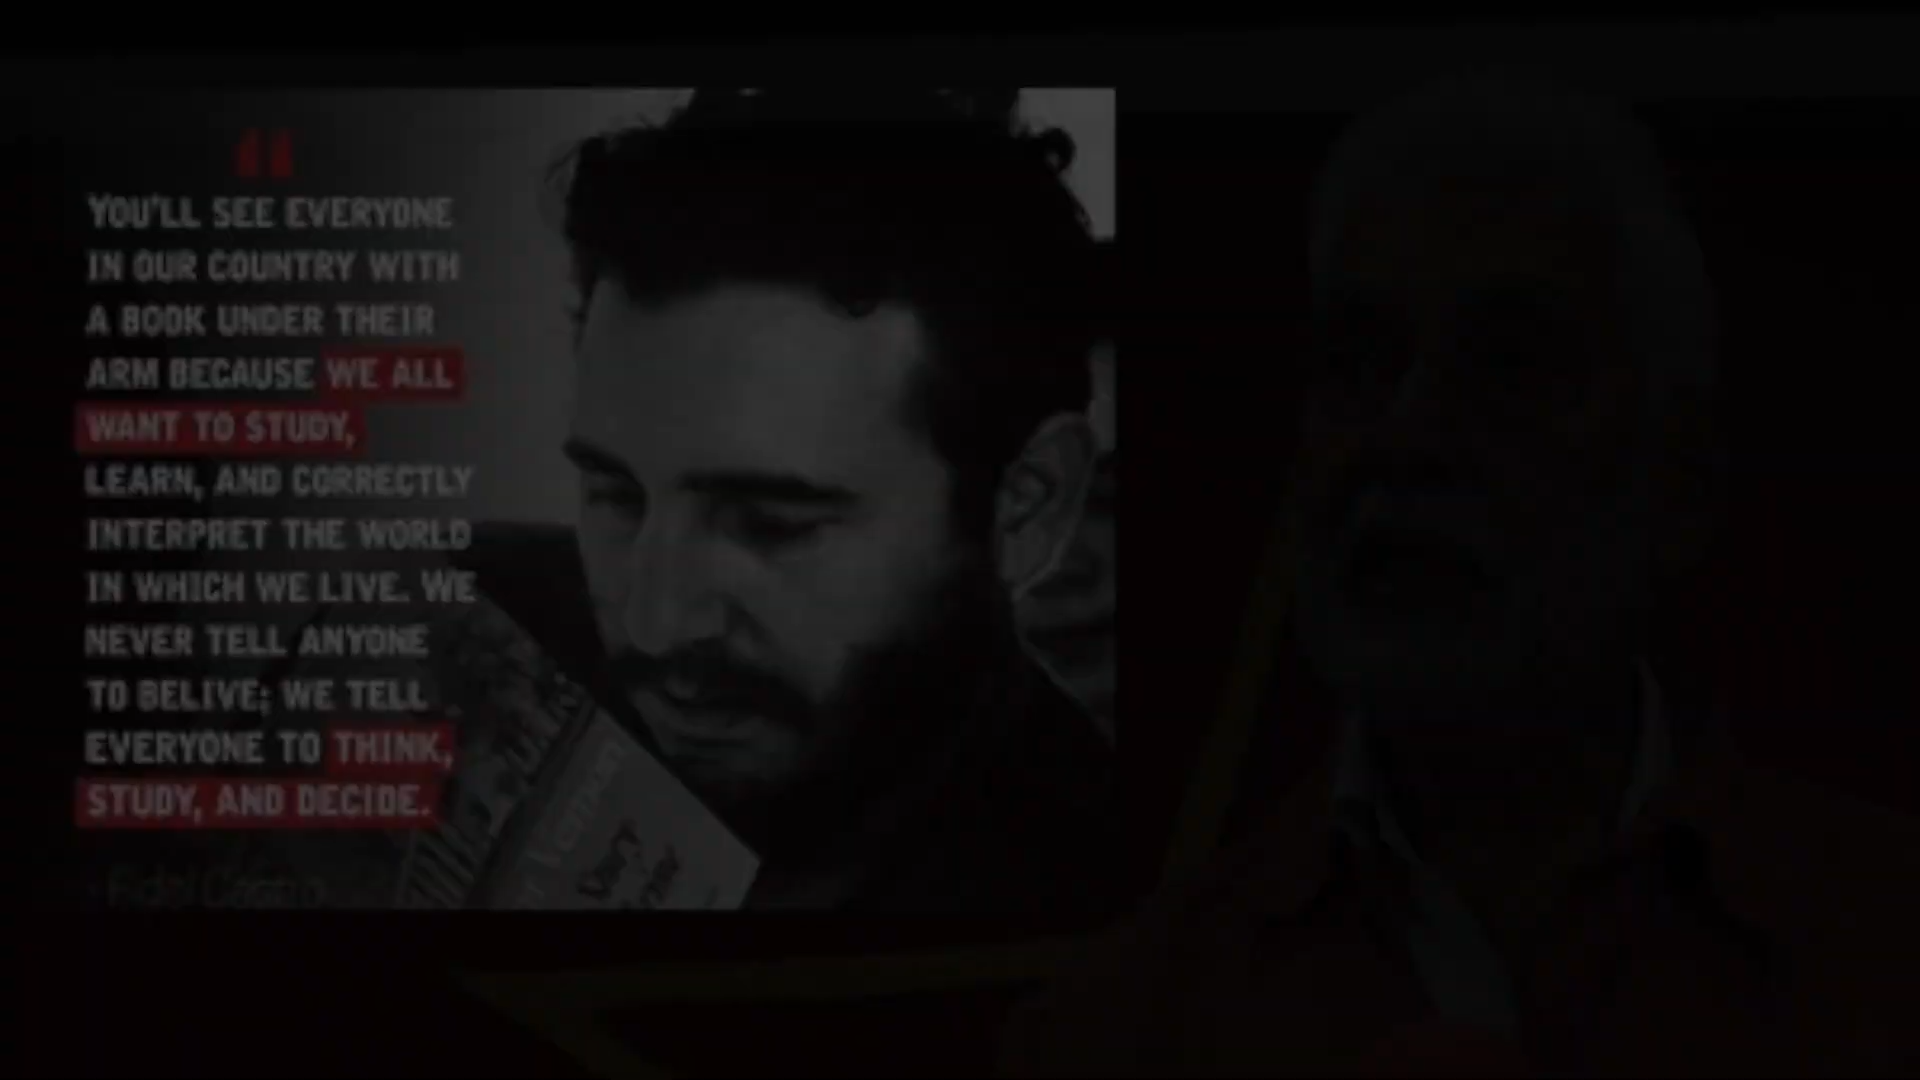 YOU'LL SEE EVERYONE
IN OUR COUNTRY WITH
A BOOK UNDER THEIR
ARM BECAUSE WE ALL
WANT TO STUDY,
LEARN, AND CORRECTLY
INTERPRET THE WORLD
IN WHICH WE LIVE. WE
NEVER TELL ANYONE
TO BELIVE; WE TELL
EVERYONE TO THINK,
STUDY, AND DECIDE.
- Fidel Castro